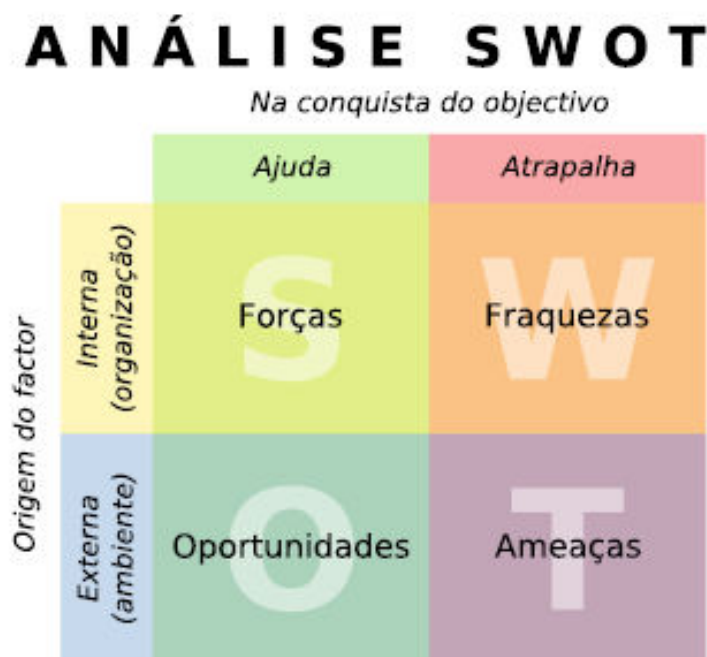 ANÁLISE SWOT
Na conquista do objectivo
Ajuda
Atrapalha
Origem do factor
Interna
(organização)
S
Forças
W
Fraquezas
Externa
(ambiente)
O
Oportunidades
T
Ameaças